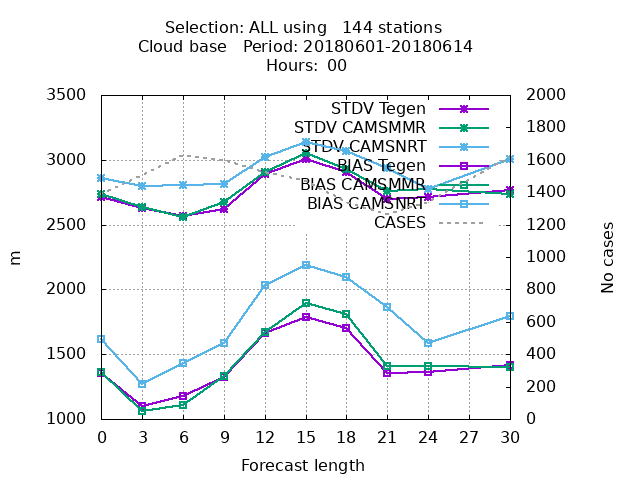 Selection: ALL using   144 stations
Cloud base   Period: 20180601-20180614
Hours: 00
3500
3000
2500
2000
1500
1000
2000
1800
1600
1400
1200
1000
800
600
400
200
0
m
No cases
STDV Tegen
STDV CAMSMMR
STDV CAMSNRT
BIAS Tegen
BIAS CAMSMMR
BIAS CAMSNRT
CASES
0 3 6 9 12 15 18 21 24 27 30
Forecast length